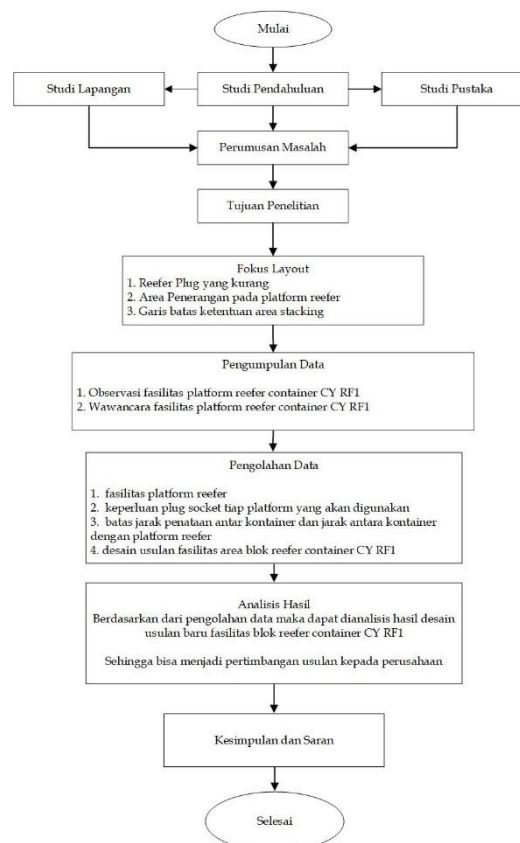 Mulai
Studi Lapangan
Studi Pendahuluan
Studi Pustaka
Perumusan Masalah
Tujuan Penelitian
Fokus Layout
1. Reefer Plug yang kurang
2. Area Penerangan pada platform reefer
3. Garis batas ketentuan area stacking
Pengumpulan Data
1. Observasi fasilitas platform reefer container CY RF1
2. Wawancara fasilitas platform reefer container CY RF1
Pengolahan Data
1. fasilitas platform reefer
2. keperluan plug socket tiap platform yang akan digunakan
3. batas jarak penataan antar kontainer dan jarak antara kontainer
dengan platform reefer
4. desain usulan fasilitas area blok reefer container CY RF1
Analisis Hasil
Berdasarkan dari pengolahan data maka dapat dianalisis hasil desain
usulan baru fasilitas blok reefer container CY RF1
Sehingga bisa menjadi pertimbangan usulan kepada perusahaan
Kesimpulan dan Saran
Selesai